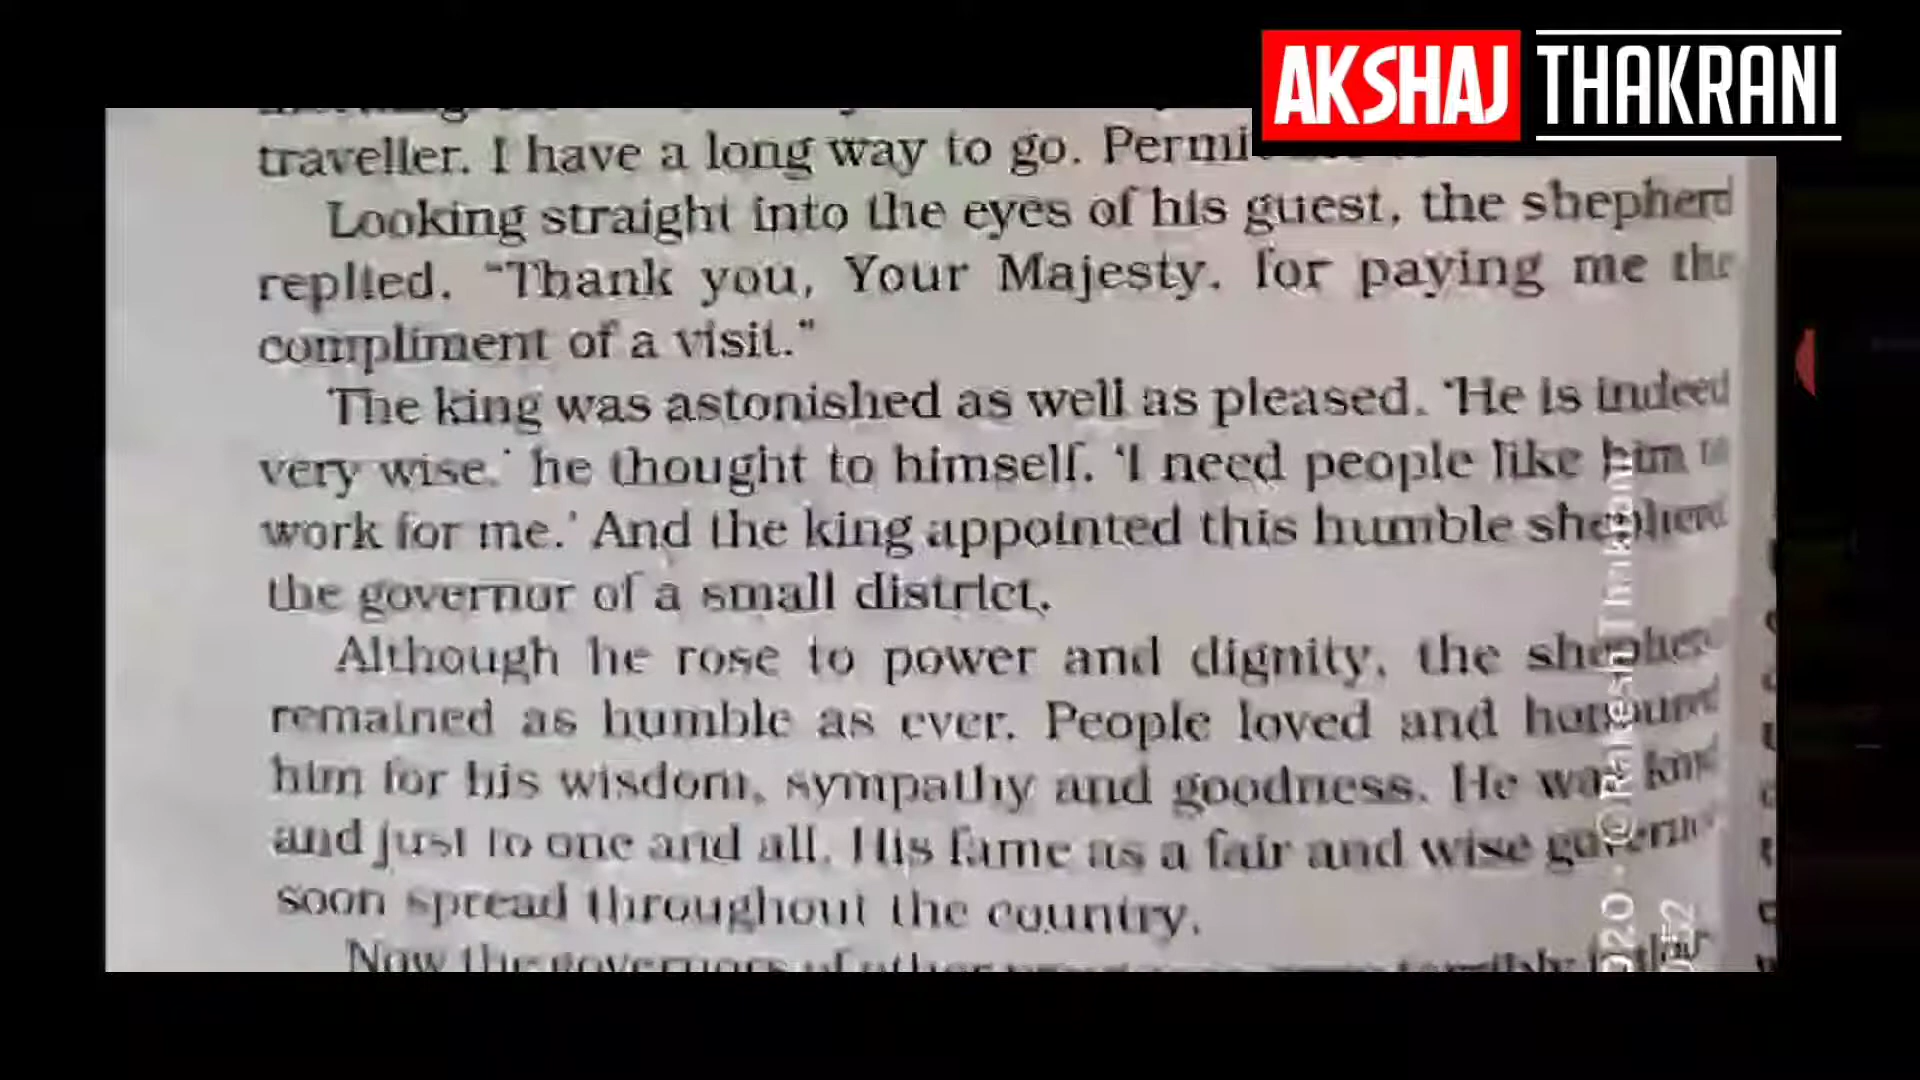 AKSHAJ THAKRANI
traveller. I have a long way to go.
Looking straight into the eyes of his guest, the shepherd
replied. "Thank you, Your Majesty, for paying me the
compliment of a visit."
The king was astonished as well as pleased. 'He is indeed
very wise,' he thought to himself. 'I need people like him to
work for me.' And the king appointed this humble shepherd
the governor of a small district.
Although he rose to power and dignity, the shepherd
remained as humble as ever. People loved and honoured
him for his wisdom, sympathy and goodness. He was kind
and just to one and all. His fame as a fair and wise governor
soon spread throughout the country.
Now the governors of other
@RakeshThakrani